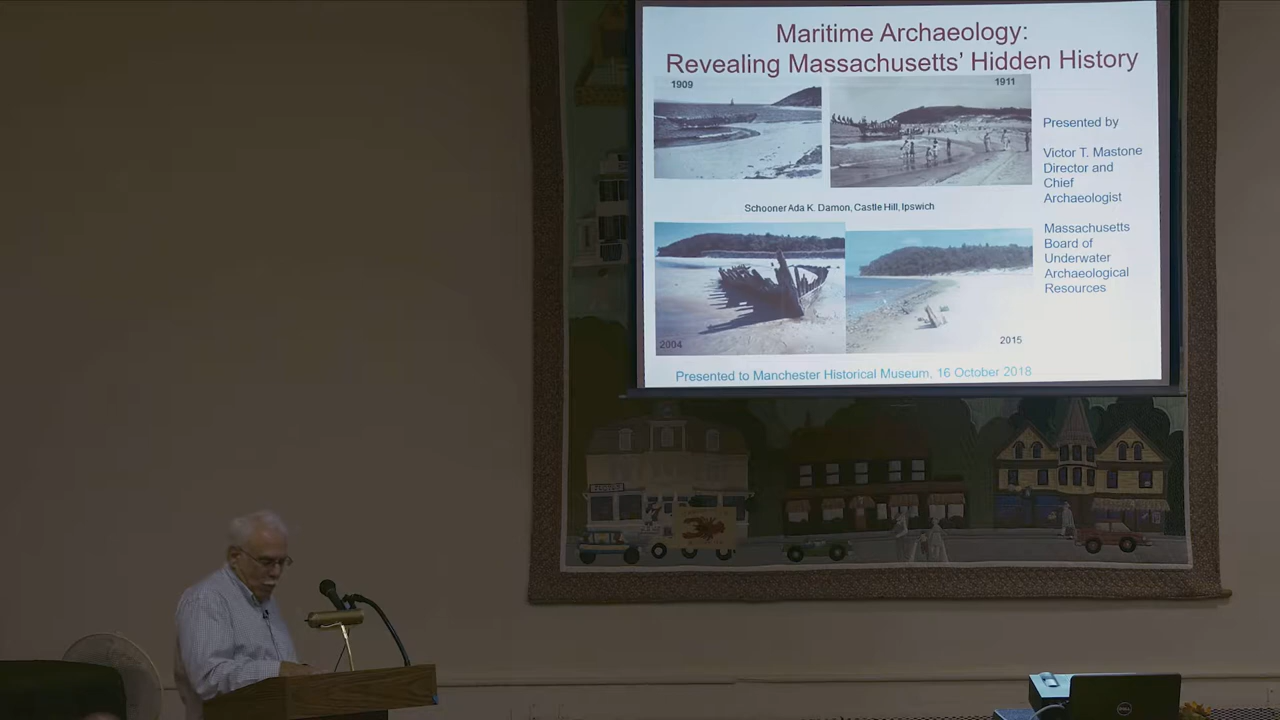 Maritime Archaeology:
Revealing Massachusetts' Hidden History
1909
1911
Presented by
Victor T. Mastone
Director and
Chief
Archaeologist
Schooner Ada K. Damon, Castle Hill, Ipswich
Massachusetts
Board of
Underwater
Archaeological
Resources
2004
2015
Presented to Manchester Historical Museum, 16 October 2018
DELL